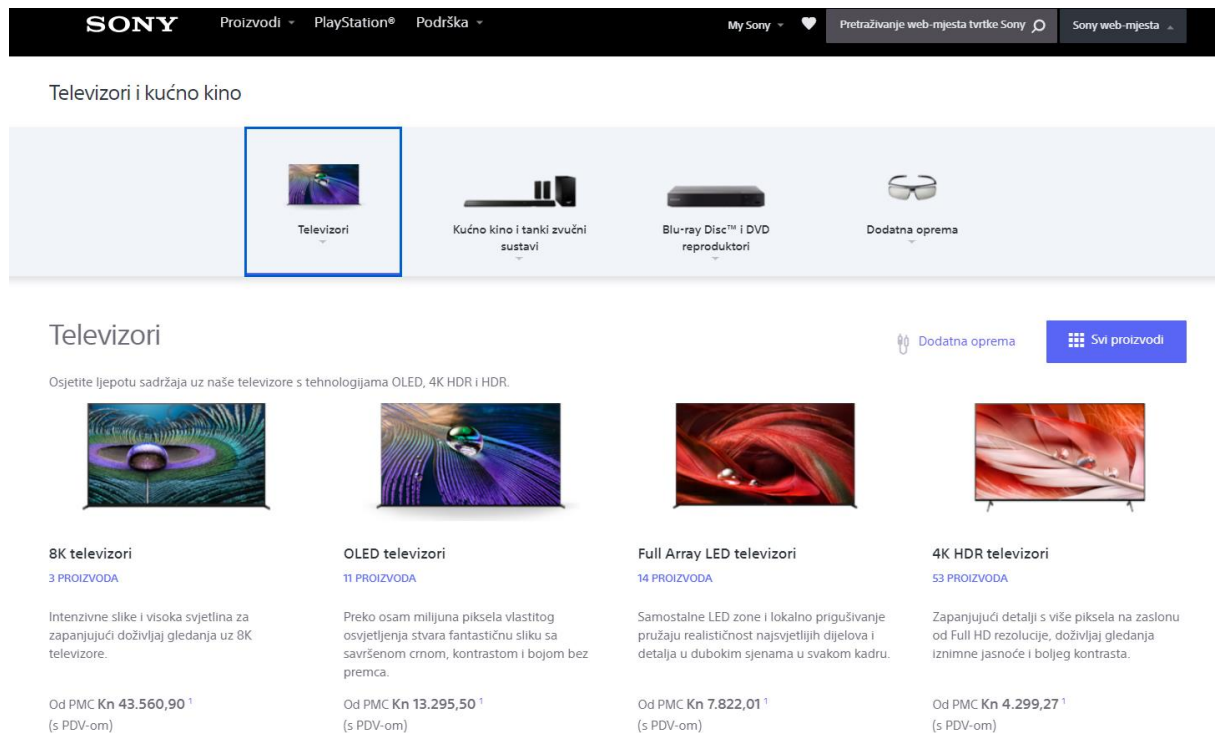 SONY Proizvodi PlayStation® Podrška My Sony Pretraživanje web-mjesta tvrtke Sony Sony web-mjesta
Televizori i kućno kino
Televizori
Kućno kino i tanki zvučni
sustavi
Blu-ray Disc™ i DVD
reproduktori
Dodatna oprema
Televizori
Dodatna oprema
Svi proizvodi
Osjetite ljepotu sadržaja uz naše televizore s tehnologijama OLED, 4K HDR i HDR.
8K televizori
3 PROIZVODA
Intenzivne slike i visoka svjetlina za
zapanjujući doživljaj gledanja uz 8K
televizore.
Od PMC Kn 43.560,90 1
(s PDV-om)
OLED televizori
11 PROIZVODA
Preko osam milijuna piksela vlastitog
osvjetljenja stvara fantastičnu sliku sa
savršenom crnom, kontrastom i bojom bez
premca.
Od PMC Kn 13.295,50 1
(s PDV-om)
Full Array LED televizori
14 PROIZVODA
Samostalne LED zone i lokalno prigušivanje
pružaju realističnost najsvjetlijih dijelova i
detalja u dubokim sjenama u svakom kadru.
Od PMC Kn 7.822,01 1
(s PDV-om)
4K HDR televizori
53 PROIZVODA
Zapanjujući detalji s više piksela na zaslonu
od Full HD rezolucije, doživljaj gledanja
iznimne jasnoće i boljeg kontrasta.
Od PMC Kn 4.299,27 1
(s PDV-om)